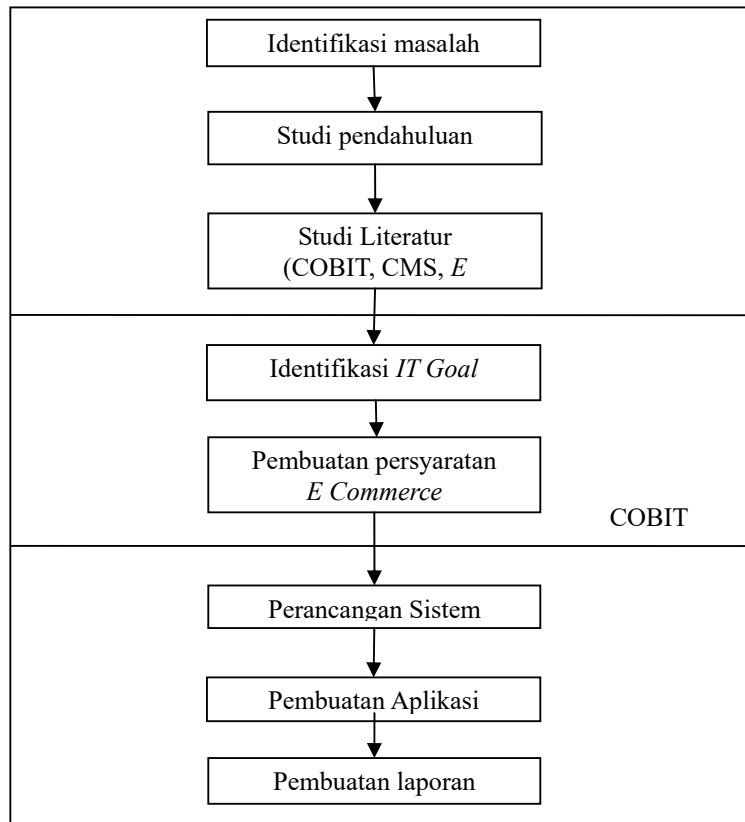 Identifikasi masalah
Studi pendahuluan
Studi Literatur
(COBIT, CMS, E
Identifikasi IT Goal
Pembuatan persyaratan
E Commerce
COBIT
Perancangan Sistem
Pembuatan Aplikasi
Pembuatan laporan